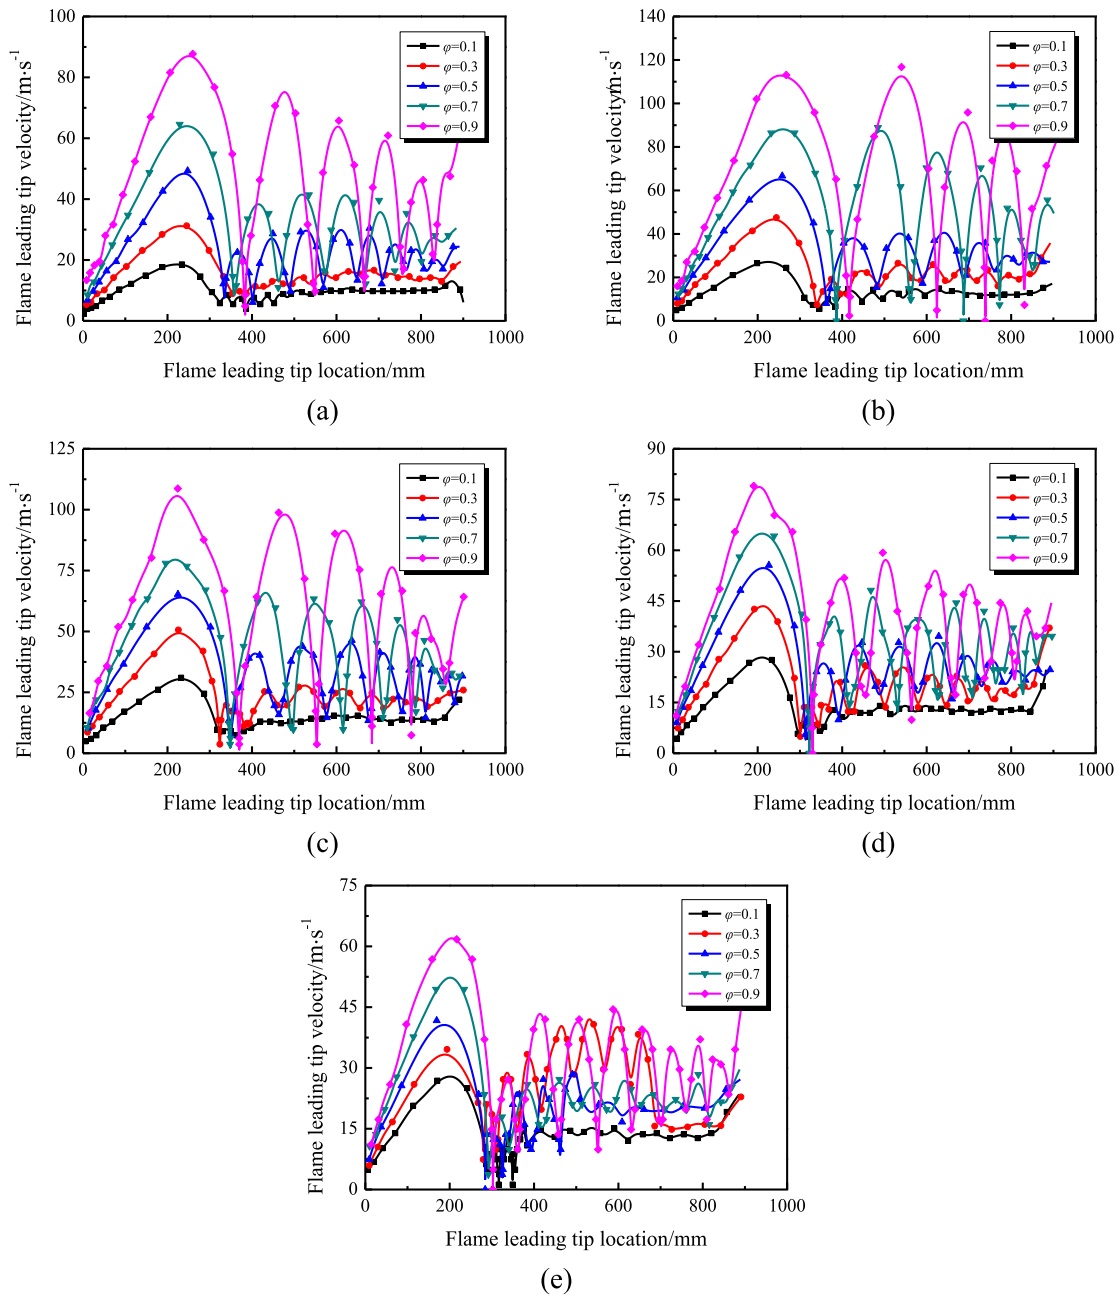 100
80
60
40
20
0
0 200 400 600 800 1000
Flame leading tip velocity/m·s⁻¹
Flame leading tip location/mm
φ=0.1
φ=0.3
φ=0.5
φ=0.7
φ=0.9
(a)
140
120
100
80
60
40
20
0
0 200 400 600 800 1000
Flame leading tip velocity/m·s⁻¹
Flame leading tip location/mm
φ=0.1
φ=0.3
φ=0.5
φ=0.7
φ=0.9
(b)
125
100
75
50
25
0
0 200 400 600 800 1000
Flame leading tip velocity/m·s⁻¹
Flame leading tip location/mm
φ=0.1
φ=0.3
φ=0.5
φ=0.7
φ=0.9
(c)
90
75
60
45
30
15
0
0 200 400 600 800 1000
Flame leading tip velocity/m·s⁻¹
Flame leading tip location/mm
φ=0.1
φ=0.3
φ=0.5
φ=0.7
φ=0.9
(d)
75
60
45
30
15
0
0 200 400 600 800 1000
Flame leading tip velocity/m·s⁻¹
Flame leading tip location/mm
φ=0.1
φ=0.3
φ=0.5
φ=0.7
φ=0.9
(e)